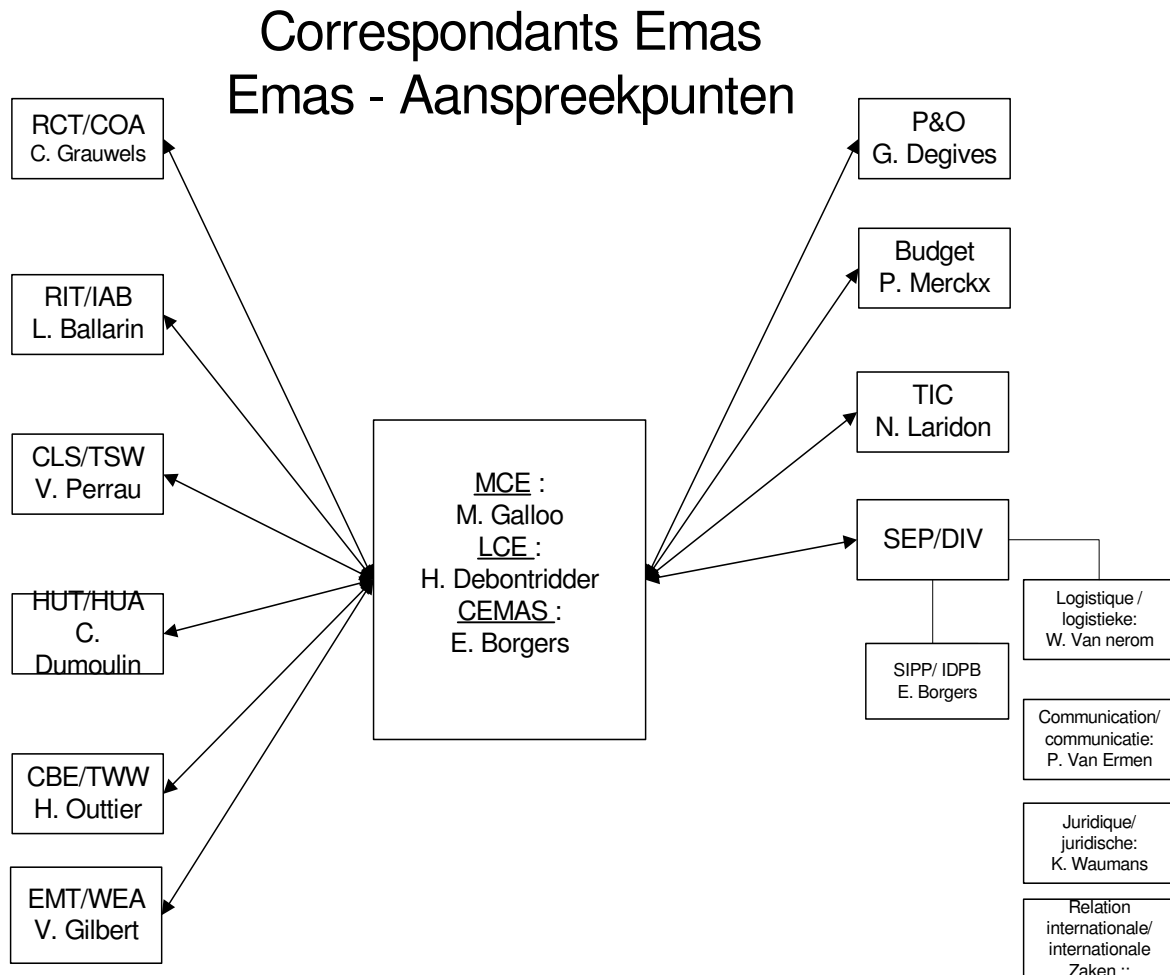 Correspondants Emas
Emas - Aanspreekpunten
RCT/COA
C. Grauwels
RIT/IAB
L. Ballarin
CLS/TSW
V. Perrau
HUT/HUA
C.
Dumoulin
CBE/TWW
H. Outtier
EMT/WEA
V. Gilbert
MCE :
M. Galloo
LCE :
H. Debontridder
CEMAS :
E. Borgers
P&O
G. Degives
Budget
P. Merckx
TIC
N. Laridon
SEP/DIV
SIPP/ IDPB
E. Borgers
Logistique /
logistieke:
W. Van nerom
Communication/
communicatie:
P. Van Ermen
Juridique/
juridische:
K. Waumans
Relation
internationale/
internationale
Zaken ::